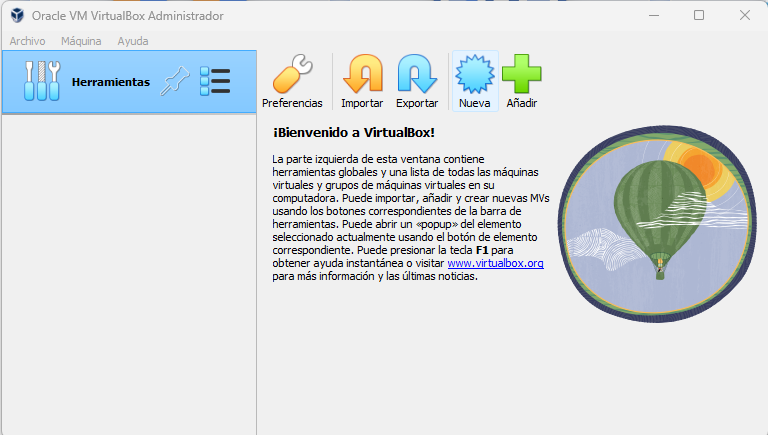 Oracle VM VirtualBox Administrador
Archivo Máquina Ayuda
Herramientas
Preferencias Importar Exportar Nueva Añadir
¡Bienvenido a VirtualBox!
La parte izquierda de esta ventana contiene
herramientas globales y una lista de todas las máquinas
virtuales y grupos de máquinas virtuales en su
computadora. Puede importar, añadir y crear nuevas MVs
usando los botones correspondientes de la barra de
herramientas. Puede abrir un «popup» del elemento
seleccionado actualmente usando el botón de elemento
correspondiente. Puede presionar la tecla F1 para
obtener ayuda instantánea o visitar www.virtualbox.org
para más información y las últimas noticias.